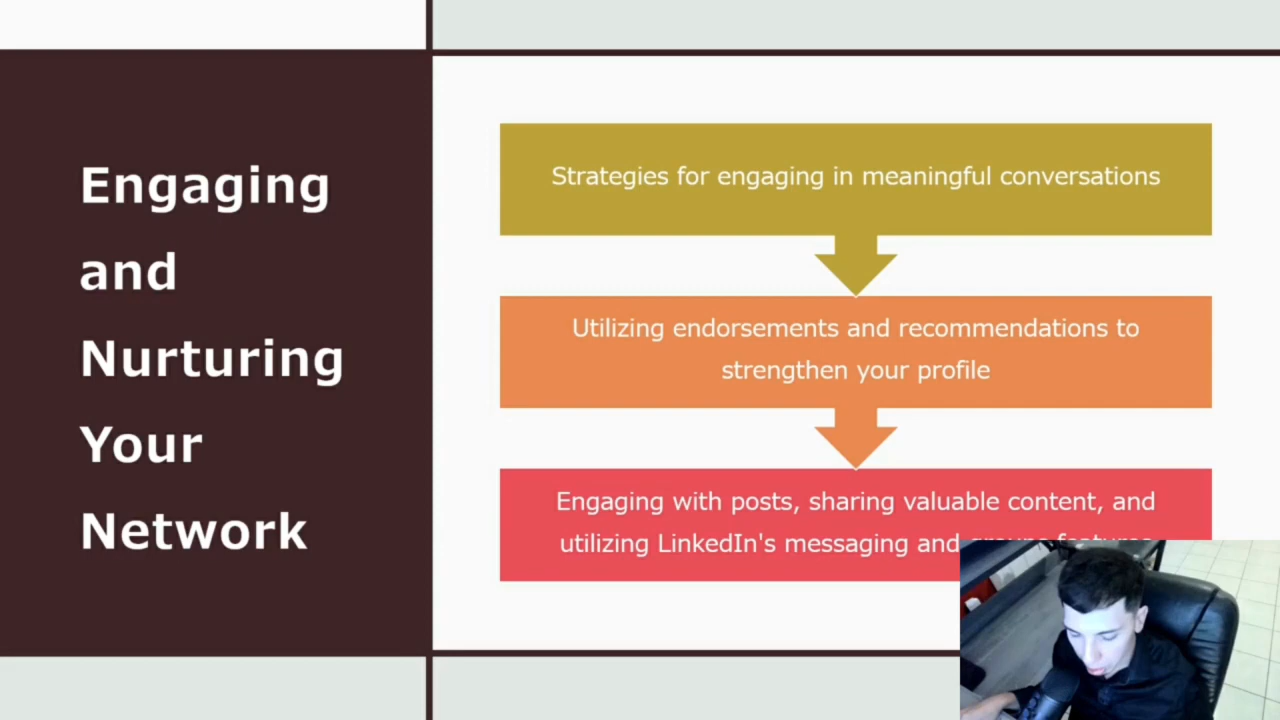 Engaging
and
Nurturing
Your
Network
Strategies for engaging in meaningful conversations
Utilizing endorsements and recommendations to
strengthen your profile
Engaging with posts, sharing valuable content, and
utilizing LinkedIn's messaging and